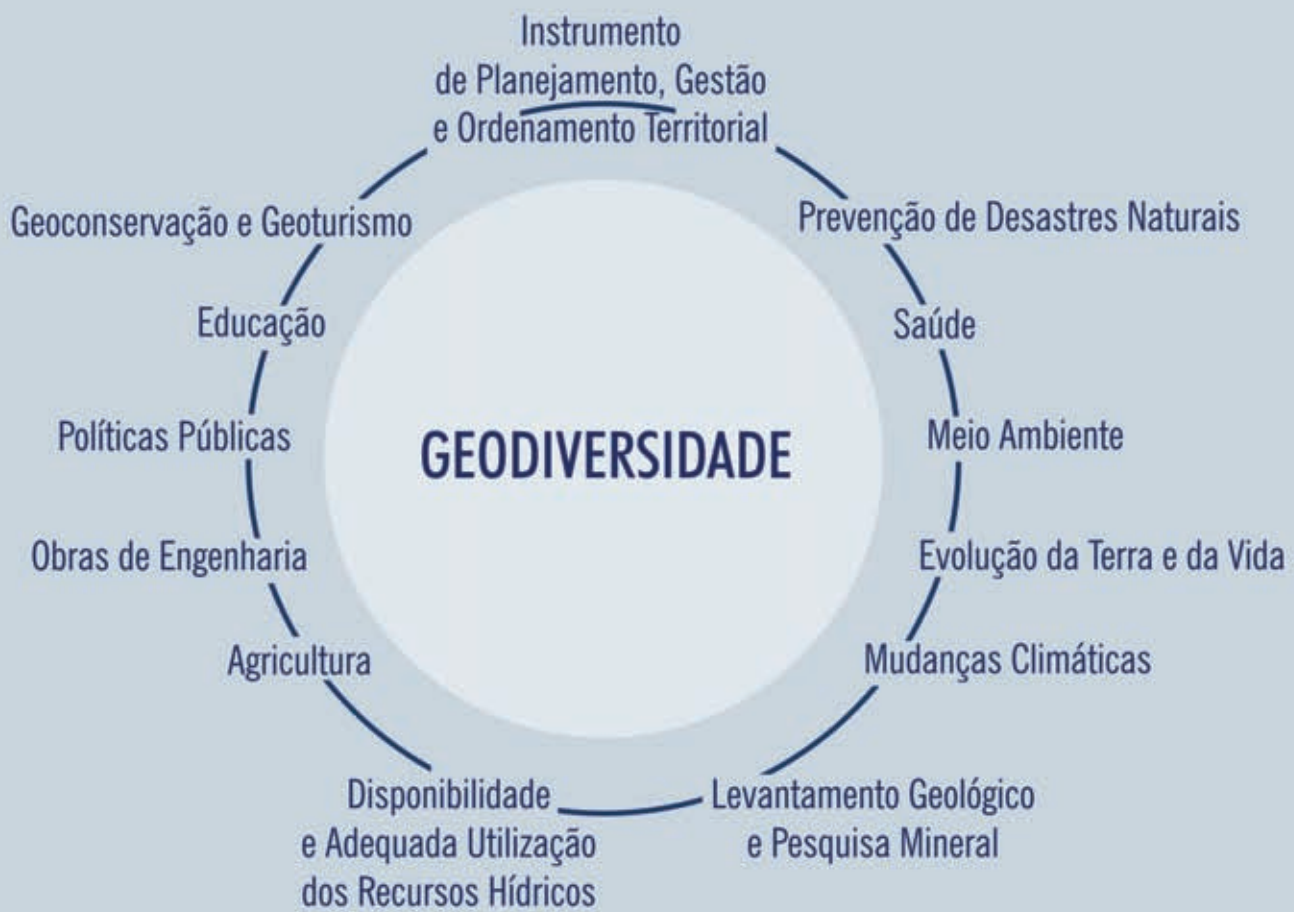 Instrumento
de Planejamento, Gestão
e Ordenamento Territorial
Prevenção de Desastres Naturais
Saúde
Meio Ambiente
Evolução da Terra e da Vida
Mudanças Climáticas
Levantamento Geológico
e Pesquisa Mineral
Disponibilidade
e Adequada Utilização
dos Recursos Hídricos
Agricultura
Obras de Engenharia
Políticas Públicas
Educação
Geoconservação e Geoturismo
GEODIVERSIDADE